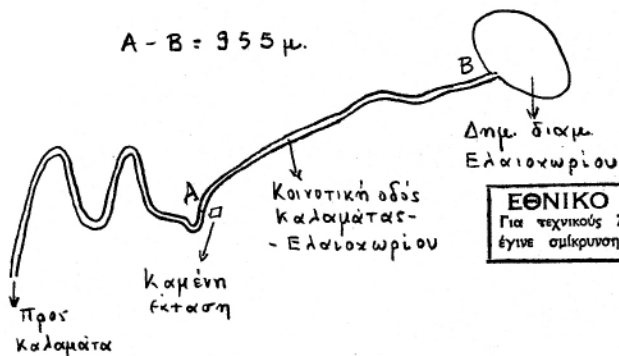 A - B = 955 μ.
B
Δημ. διαμ.
Ελαιοχωρίου
A
Κοινοτική οδός
Καλαμάτας-
- Ελαιοχωρίου
ΕΘΝΙΚΟ
Για τεχνικούς
έγινε σμίκρυνση
Καμένη
έκταση
Προς
Καλαμάτα